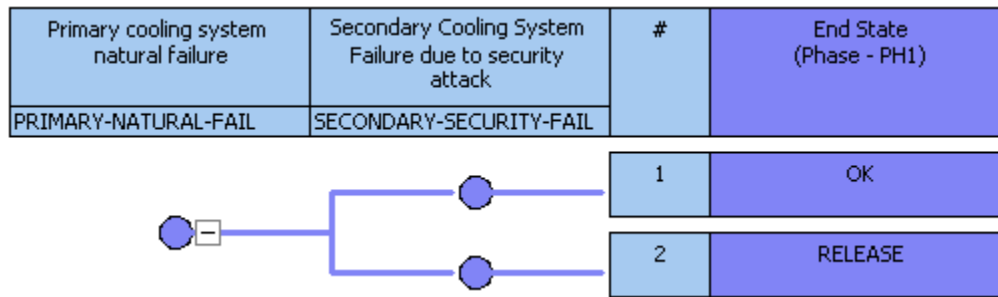 Primary cooling system
natural failure
Secondary Cooling System
Failure due to security
attack
#
End State
(Phase - PH1)
PRIMARY-NATURAL-FAIL
SECONDARY-SECURITY-FAIL
1
OK
2
RELEASE